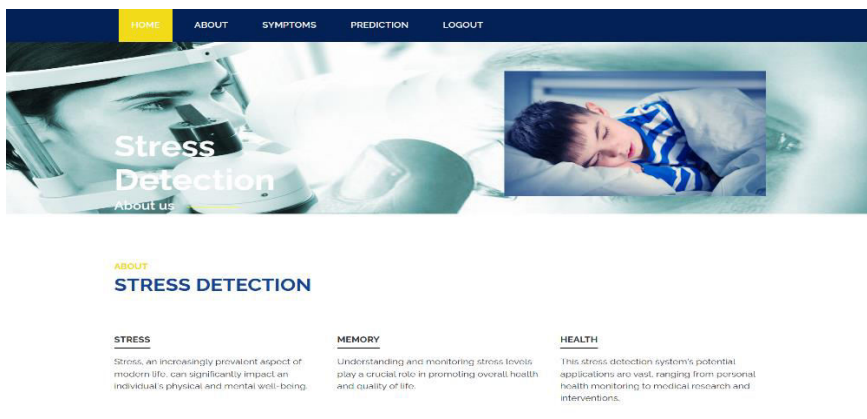 HOME ABOUT SYMPTOMS PREDICTION LOGOUT
Stress
Detection
About us
ABOUT
STRESS DETECTION
STRESS
Stress, an increasingly prevalent aspect of
modern life, can significantly impact an
individual's physical and mental well-being.
MEMORY
Understanding and monitoring stress levels
play a crucial role in promoting overall health
and quality of life.
HEALTH
This stress detection system's potential
applications are vast, ranging from personal
health monitoring to medical research and
interventions.